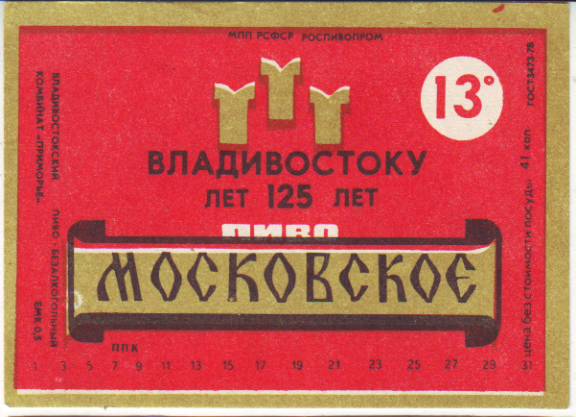 МПП РСФСР РОСПИВОПРОМ
13°
ВЛАДИВОСТОКУ
ЛЕТ 125 ЛЕТ
ПИВО
МОСКОВСКОЕ
ППК
1 3 5 7 9 11 13 15 17 19 21 23 25 27 29 31
ВЛАДИВОСТОКСКИЙ ПИВО-БЕЗАЛКОГОЛЬНЫЙ
КОМБИНАТ "ПРИМОРЬЕ" ЕМК 0,5
цена без стоимости посуды 41 коп ГОСТ3473-78